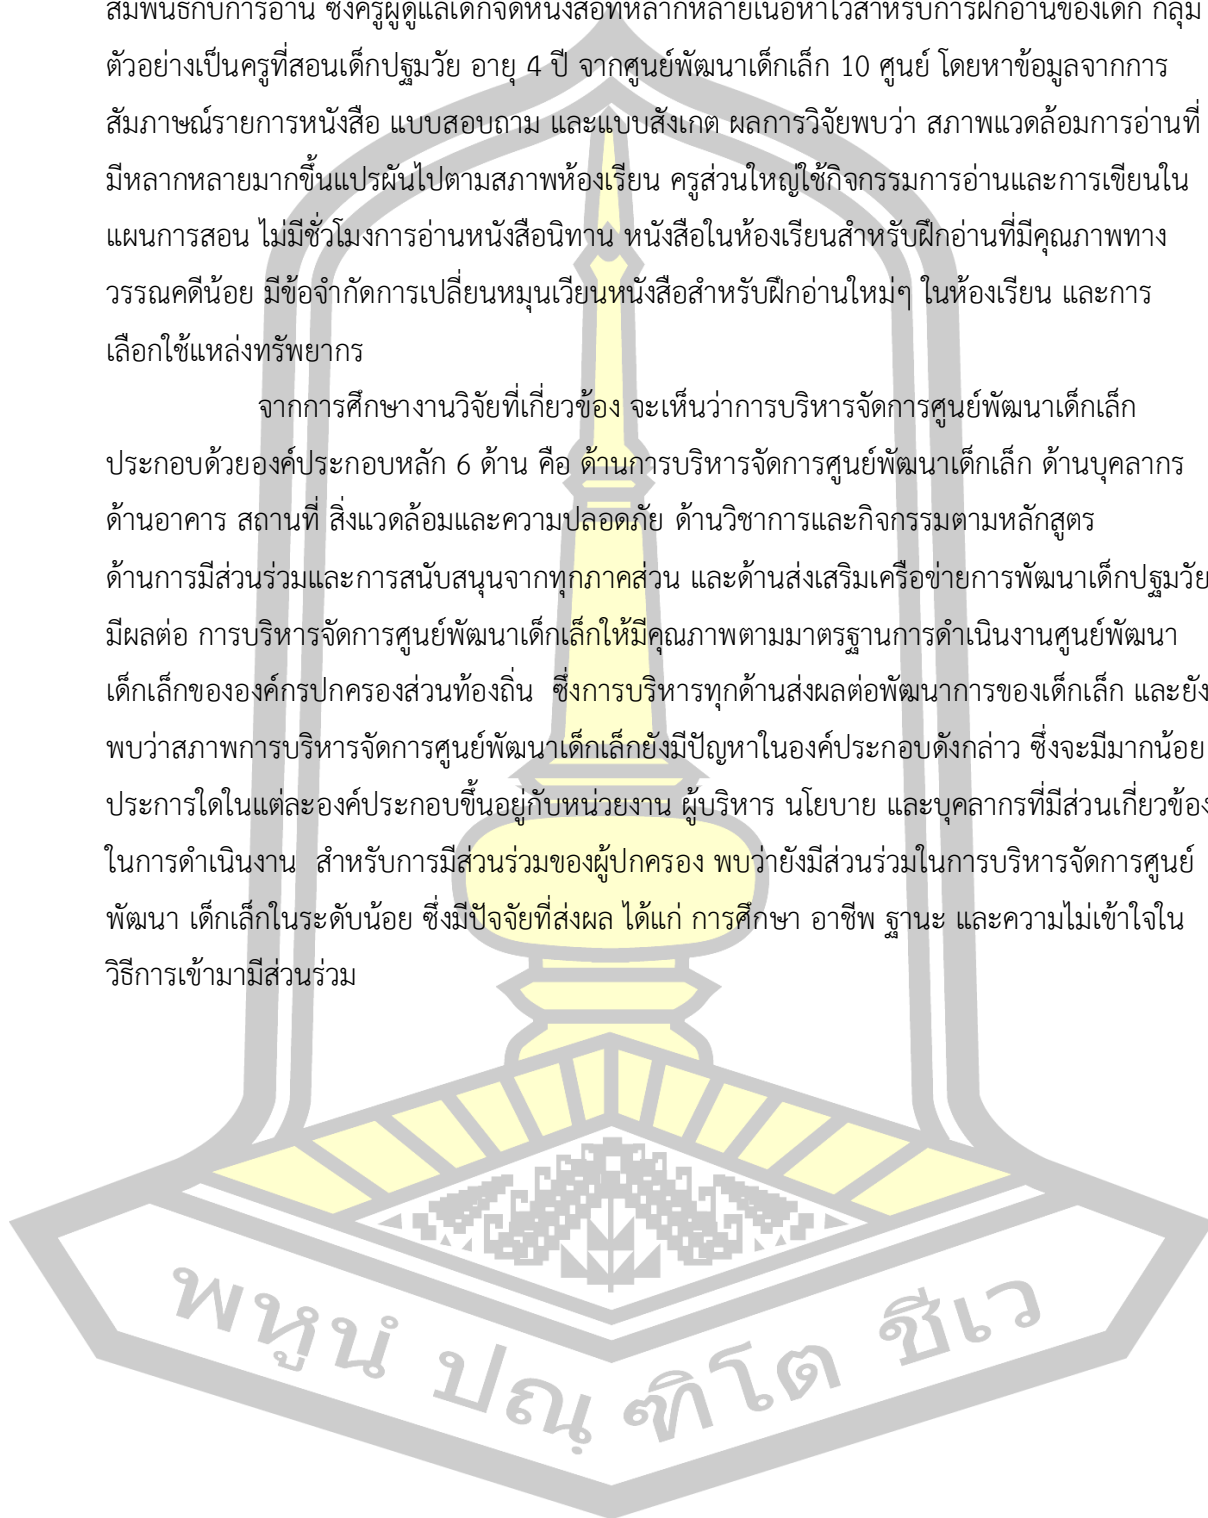 สัมพันธ์กับการอ่าน ซึ่งครูผู้ดูแลเด็กจัดหนังสือที่หลากหลายเนื้อหาไว้สำหรับการฝึกอ่านของเด็ก กลุ่ม
ตัวอย่างเป็นครูที่สอนเด็กปฐมวัย อายุ 4 ปี จากศูนย์พัฒนาเด็กเล็ก 10 ศูนย์ โดยหาข้อมูลจากการ
สัมภาษณ์รายการหนังสือ แบบสอบถาม และแบบสังเกต ผลการวิจัยพบว่า สภาพแวดล้อมการอ่านที่
มีหลากหลายมากขึ้นแปรผันไปตามสภาพห้องเรียน ครูส่วนใหญ่ใช้กิจกรรมการอ่านและการเขียนใน
แผนการสอน ไม่มีชั่วโมงการอ่านหนังสือนิทาน หนังสือในห้องเรียนสำหรับฝึกอ่านที่มีคุณภาพทาง
วรรณคดีน้อย มีข้อจำกัดการเปลี่ยนหมุนเวียนหนังสือสำหรับฝึกอ่านใหม่ๆ ในห้องเรียน และการ
เลือกใช้แหล่งทรัพยากร
จากการศึกษางานวิจัยที่เกี่ยวข้อง จะเห็นว่าการบริหารจัดการศูนย์พัฒนาเด็กเล็ก
ประกอบด้วยองค์ประกอบหลัก 6 ด้าน คือ ด้านการบริหารจัดการศูนย์พัฒนาเด็กเล็ก ด้านบุคลากร
ด้านอาคาร สถานที่ สิ่งแวดล้อมและความปลอดภัย ด้านวิชาการและกิจกรรมตามหลักสูตร
ด้านการมีส่วนร่วมและการสนับสนุนจากทุกภาคส่วน และด้านส่งเสริมเครือข่ายการพัฒนาเด็กปฐมวัย
มีผลต่อ การบริหารจัดการศูนย์พัฒนาเด็กเล็กให้มีคุณภาพตามมาตรฐานการดำเนินงานศูนย์พัฒนา
เด็กเล็กขององค์กรปกครองส่วนท้องถิ่น ซึ่งการบริหารทุกด้านส่งผลต่อพัฒนาการของเด็กเล็ก และยัง
พบว่าสภาพการบริหารจัดการศูนย์พัฒนาเด็กเล็กยังมีปัญหาในองค์ประกอบดังกล่าว ซึ่งจะมีมากน้อย
ประการใดในแต่ละองค์ประกอบขึ้นอยู่กับหน่วยงาน ผู้บริหาร นโยบาย และบุคลากรที่มีส่วนเกี่ยวข้อง
ในการดำเนินงาน สำหรับการมีส่วนร่วมของผู้ปกครอง พบว่ายังมีส่วนร่วมในการบริหารจัดการศูนย์
พัฒนา เด็กเล็กในระดับน้อย ซึ่งมีปัจจัยที่ส่งผล ได้แก่ การศึกษา อาชีพ ฐานะ และความไม่เข้าใจใน
วิธีการเข้ามามีส่วนร่วม
พหูนํ ปณฺ ฑิโต ชีเว